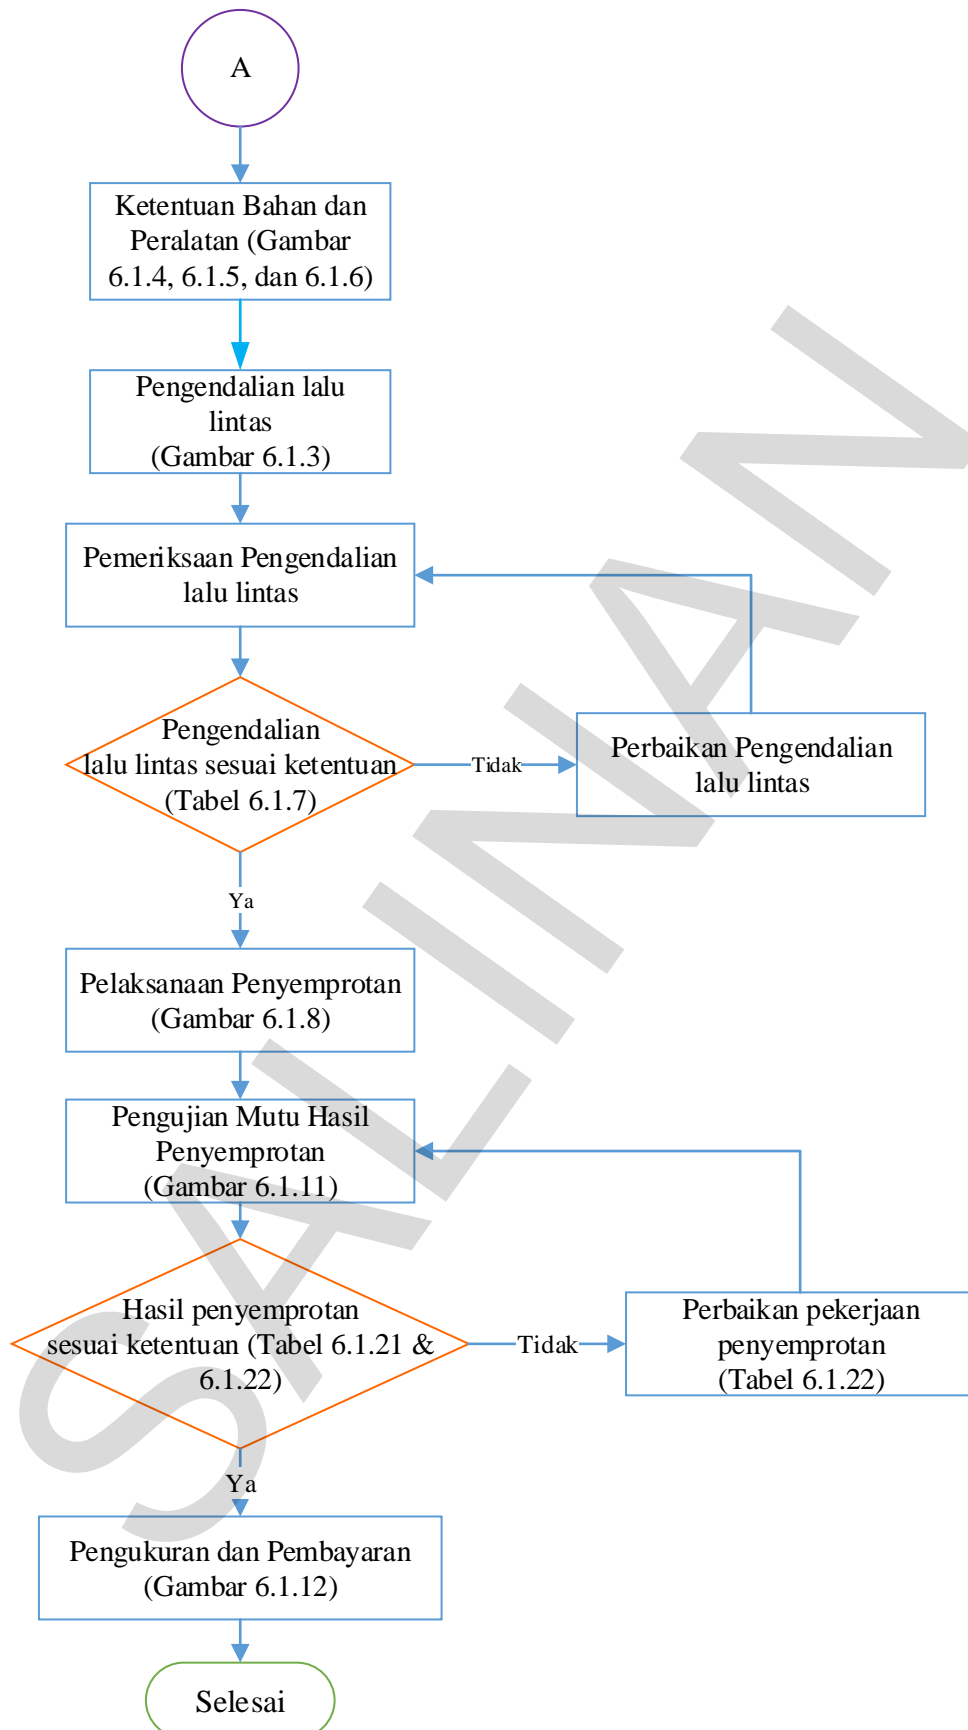 A
Ketentuan Bahan dan
Peralatan (Gambar
6.1.4, 6.1.5, dan 6.1.6)
Pengendalian lalu
lintas
(Gambar 6.1.3)
Pemeriksaan Pengendalian
lalu lintas
Pengendalian
lalu lintas sesuai ketentuan
(Tabel 6.1.7)
Tidak
Perbaikan Pengendalian
lalu lintas
Ya
Pelaksanaan Penyemprotan
(Gambar 6.1.8)
Pengujian Mutu Hasil
Penyemprotan
(Gambar 6.1.11)
Hasil penyemprotan
sesuai ketentuan (Tabel 6.1.21 &
6.1.22)
Tidak
Perbaikan pekerjaan
penyemprotan
(Tabel 6.1.22)
Ya
Pengukuran dan Pembayaran
(Gambar 6.1.12)
Selesai
SALINAN